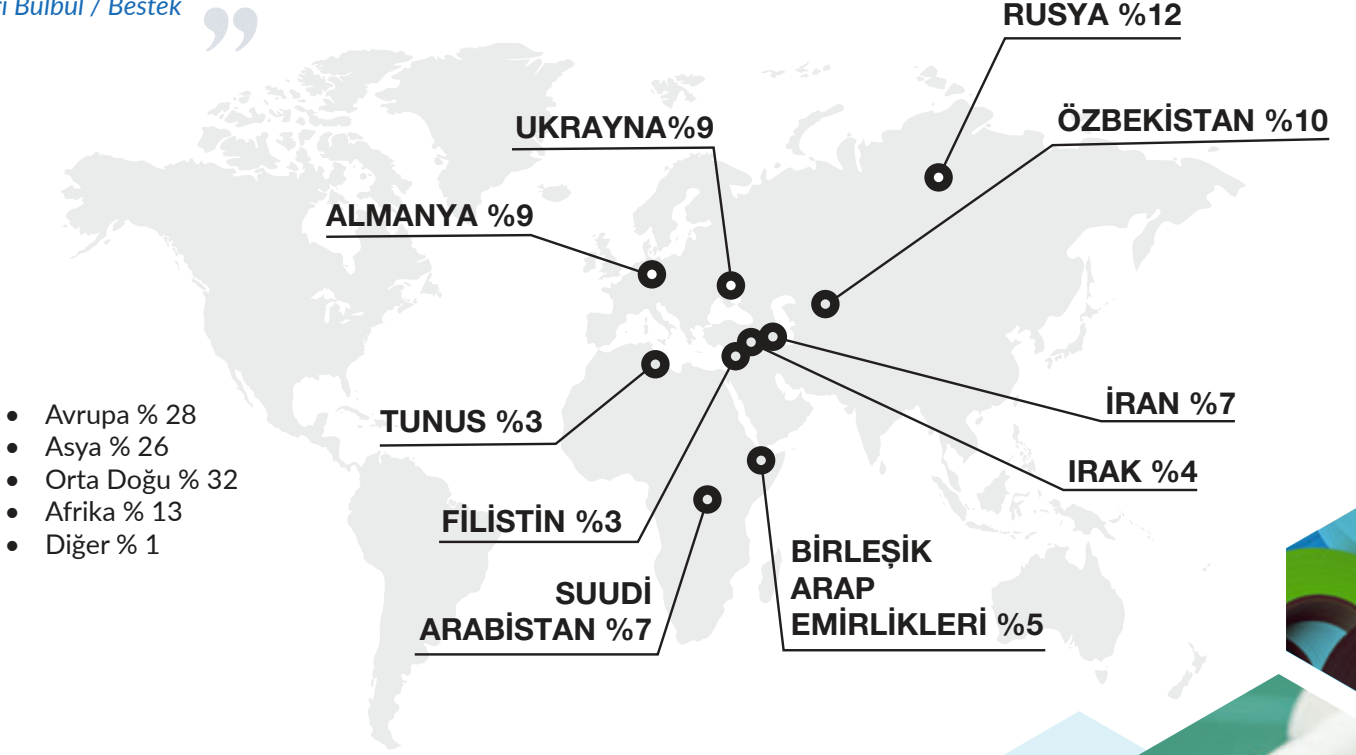 Bülbül / Bestek
”
RUSYA %12
UKRAYNA%9
ÖZBEKİSTAN %10
ALMANYA %9
TUNUS %3
İRAN %7
IRAK %4
FİLİSTİN %3
SUUDİ
ARABİSTAN %7
BİRLEŞİK
ARAP
EMİRLİKLERİ %5
• Avrupa % 28
• Asya % 26
• Orta Doğu % 32
• Afrika % 13
• Diğer % 1